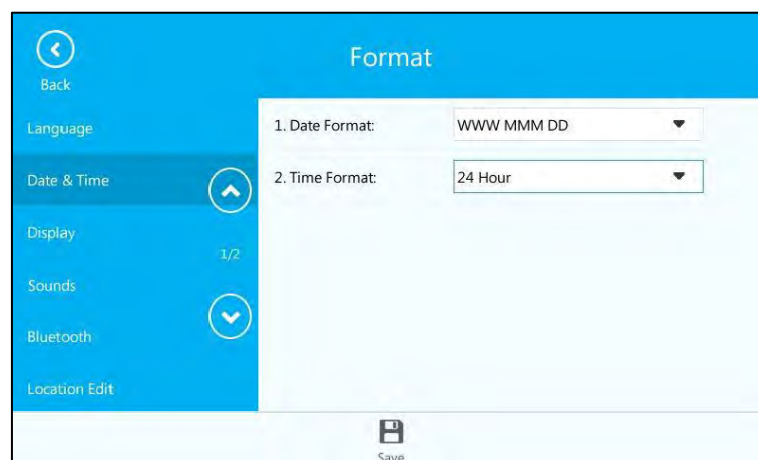 Format
Back
Language
Date & Time
Display
1/2
Sounds
Bluetooth
Location Edit
1. Date Format: WWW MMM DD
2. Time Format: 24 Hour
Save